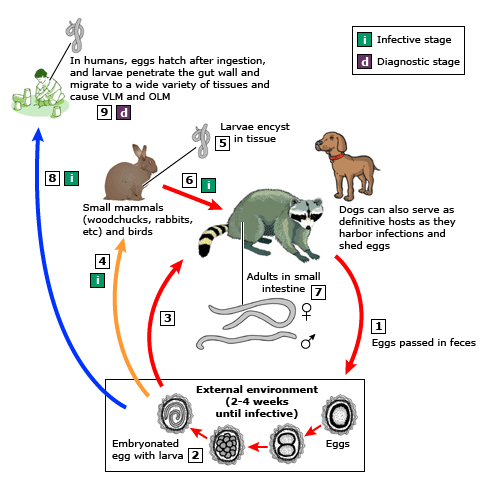 i Infective stage
d Diagnostic stage
In humans, eggs hatch after ingestion,
and larvae penetrate the gut wall and
migrate to a wide variety of tissues and
cause VLM and OLM
9 d
Larvae encyst
5 in tissue
8 i
6 i
Small mammals
(woodchucks, rabbits,
etc) and birds
Dogs can also serve as
definitive hosts as they
harbor infections and
shed eggs
4
i
Adults in small
intestine 7
♀
♂
3
1
Eggs passed in feces
External environment
(2-4 weeks
until infective)
Embryonated
egg with larva 2
Eggs